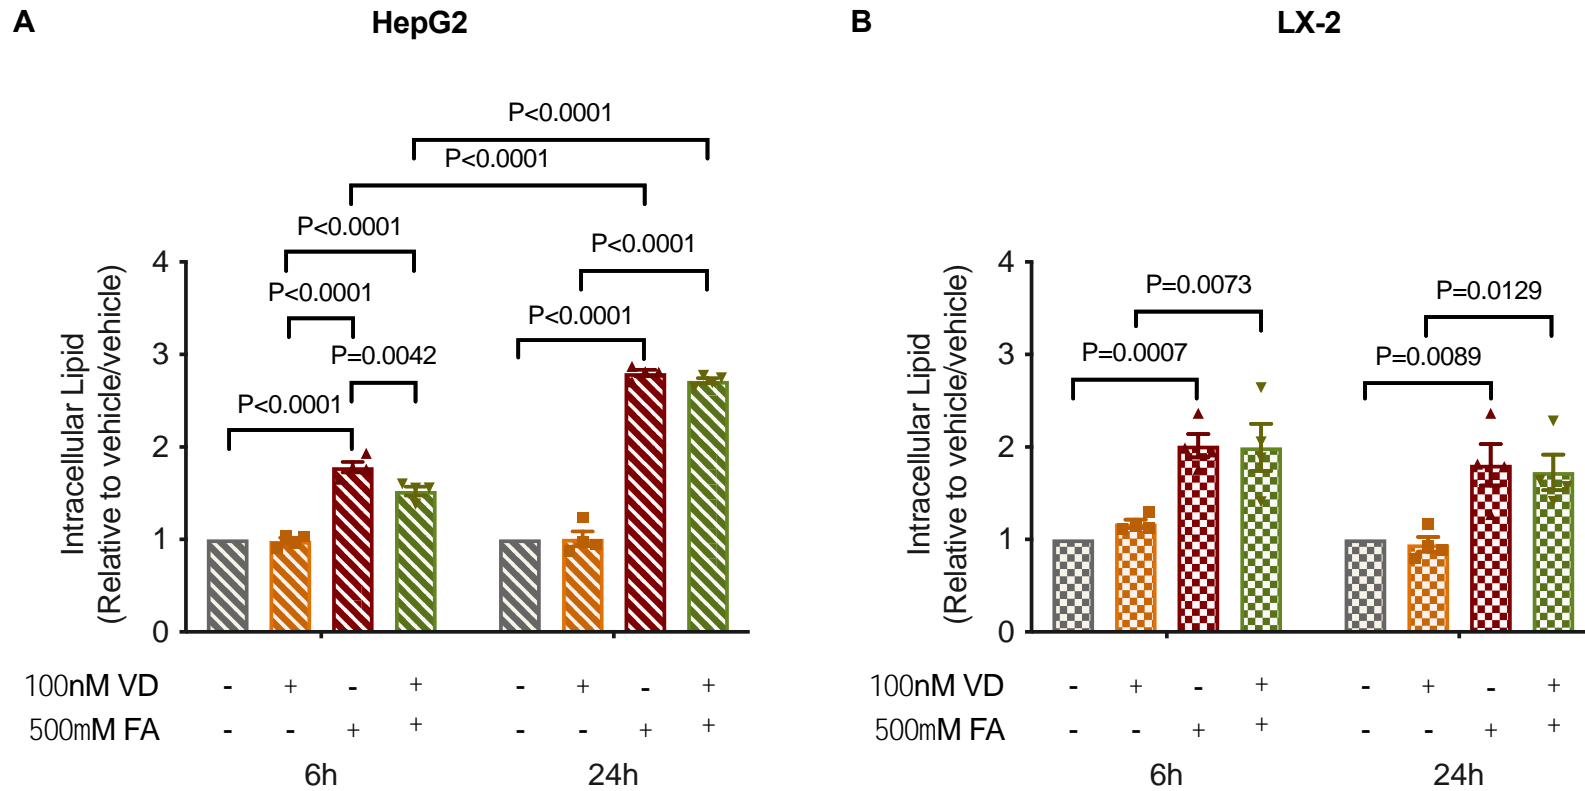 A
HepG2
P<0.0001
P<0.0001
P<0.0001
P<0.0001
P<0.0001
P<0.0001
P=0.0042
P<0.0001
Intracellular Lipid
(Relative to vehicle/vehicle)
4
3
2
1
0
100nM VD - + - + - + - +
500mM FA - - + + - - + +
6h 24h
B
LX-2
P=0.0073
P=0.0129
P=0.0007
P=0.0089
Intracellular Lipid
(Relative to vehicle/vehicle)
4
3
2
1
0
100nM VD - + - + - + - +
500mM FA - - + + - - + +
6h 24h